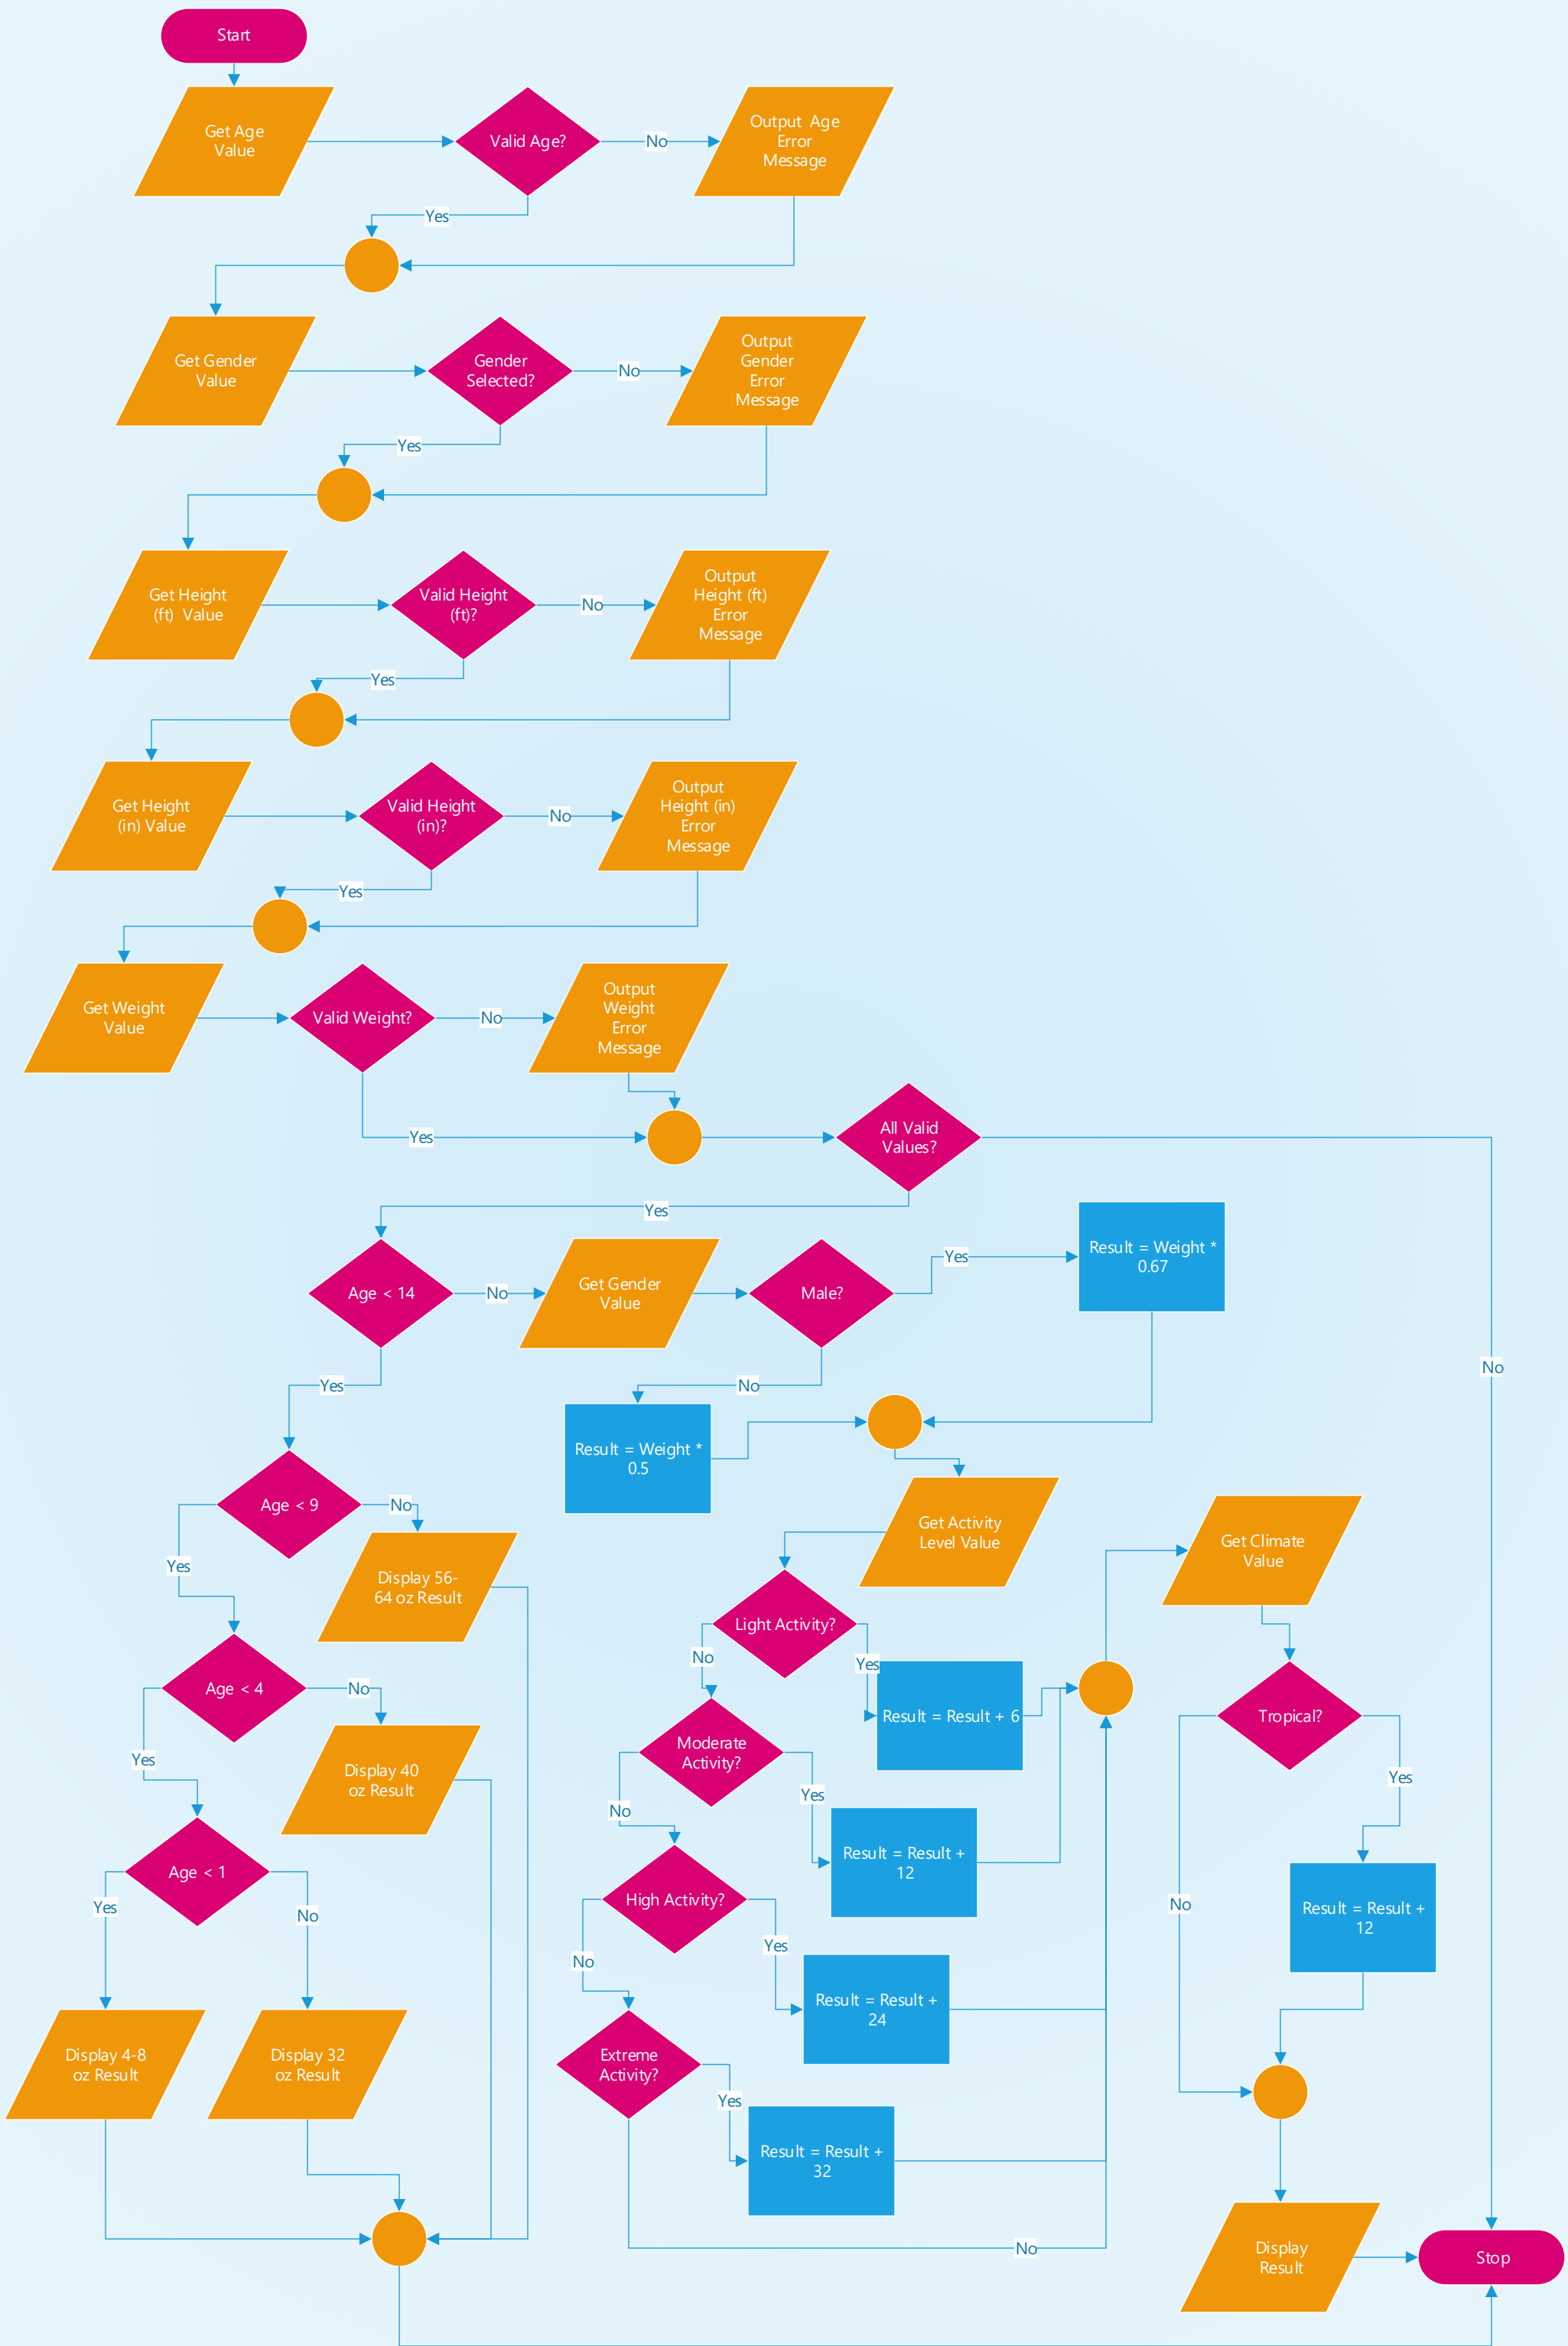 Start
Get Age
Value
Valid Age?
No
Output Age
Error
Message
Yes
Get Gender
Value
Gender
Selected?
No
Output
Gender
Error
Message
Yes
Get Height
(ft) Value
Valid Height
(ft)?
No
Output
Height (ft)
Error
Message
Yes
Get Height
(in) Value
Valid Height
(in)?
No
Output
Height (in)
Error
Message
Yes
Get Weight
Value
Valid Weight?
No
Output
Weight
Error
Message
Yes
All Valid
Values?
No
Yes
Age < 14
No
Get Gender
Value
Male?
Yes
Result = Weight *
0.67
No
Result = Weight *
0.5
Yes
Age < 9
No
Display 56-
64 oz Result
Yes
Age < 4
No
Display 40
oz Result
Yes
Age < 1
Yes
No
Display 4-8
oz Result
Display 32
oz Result
Get Activity
Level Value
Light Activity?
Yes
Result = Result + 6
No
Moderate
Activity?
Yes
Result = Result +
12
No
High Activity?
Yes
Result = Result +
24
No
Extreme
Activity?
Yes
Result = Result +
32
No
Get Climate
Value
Tropical?
Yes
Result = Result +
12
No
Display
Result
Stop